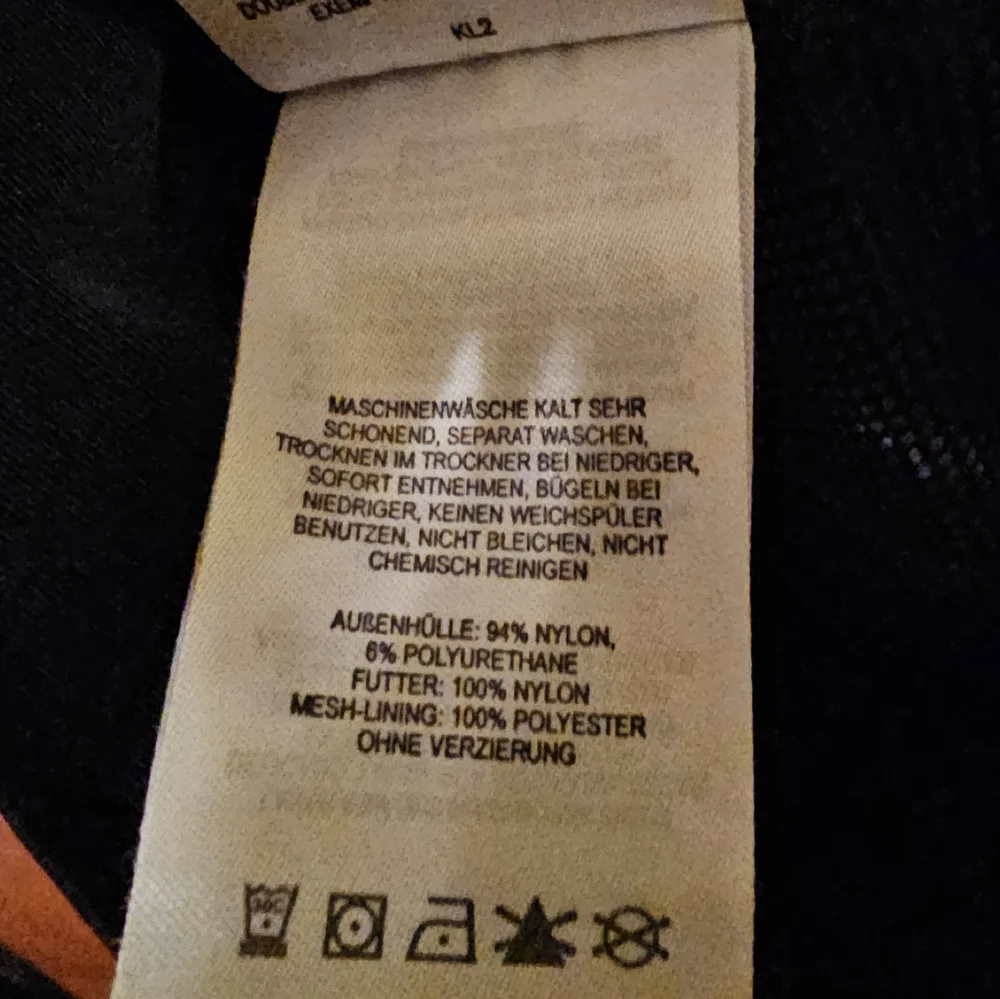 KL2
MASCHINENWÄSCHE KALT SEHR
SCHONEND, SEPARAT WASCHEN,
TROCKNEN IM TROCKNER BEI NIEDRIGER,
SOFORT ENTNEHMEN, BÜGELN BEI
NIEDRIGER, KEINEN WEICHSPÜLER
BENUTZEN, NICHT BLEICHEN, NICHT
CHEMISCH REINIGEN
AUßENHÜLLE: 94% NYLON,
6% POLYURETHANE
FUTTER: 100% NYLON
MESH-LINING: 100% POLYESTER
OHNE VERZIERUNG
30C